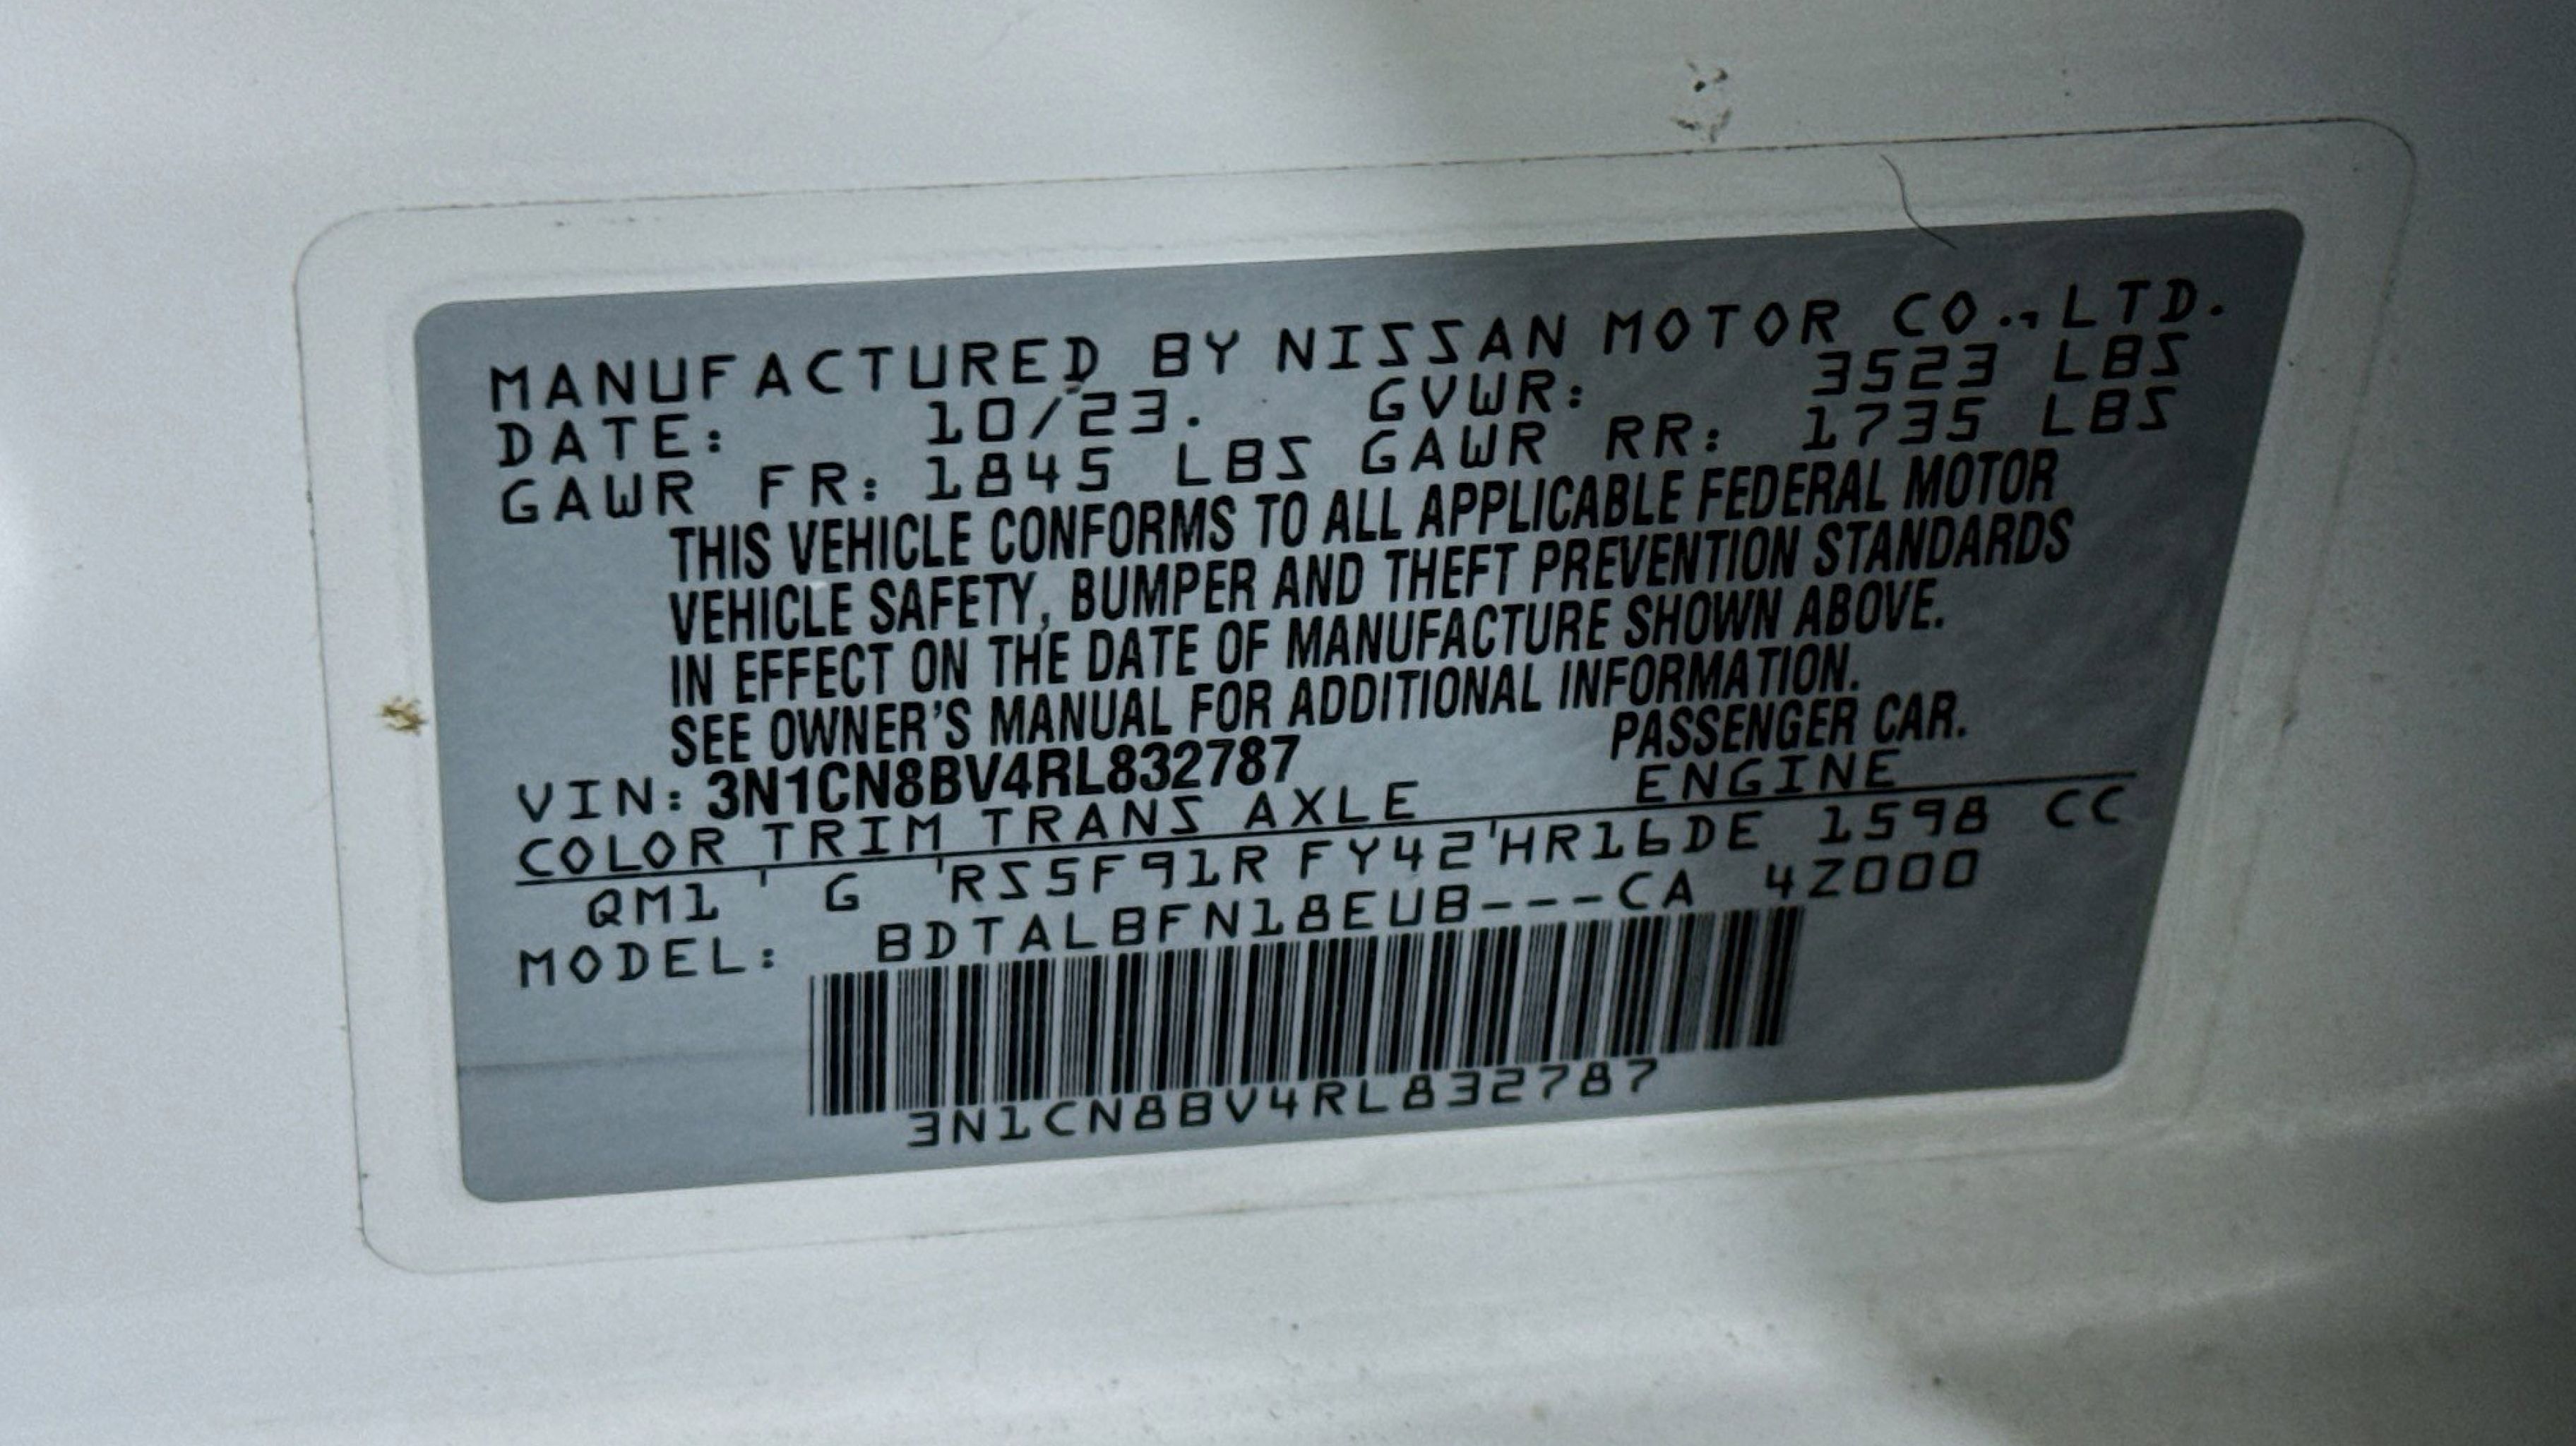 MANUFACTURED BY NISSAN MOTOR CO.,LTD.
DATE: 10/23. GVWR: 3523 LBS
GAWR FR: 1845 LBS GAWR RR: 1735 LBS
THIS VEHICLE CONFORMS TO ALL APPLICABLE FEDERAL MOTOR
VEHICLE SAFETY, BUMPER AND THEFT PREVENTION STANDARDS
IN EFFECT ON THE DATE OF MANUFACTURE SHOWN ABOVE.
SEE OWNER'S MANUAL FOR ADDITIONAL INFORMATION.
VIN: 3N1CN8BV4RL832787 PASSENGER CAR.
COLOR TRIM TRANS AXLE ENGINE
QM1 ' G 'RS5F91R FY42'HR16DE 1598 CC
MODEL: BDTALBFN18EUB---CA 4Z000
3N1CN8BV4RL832787